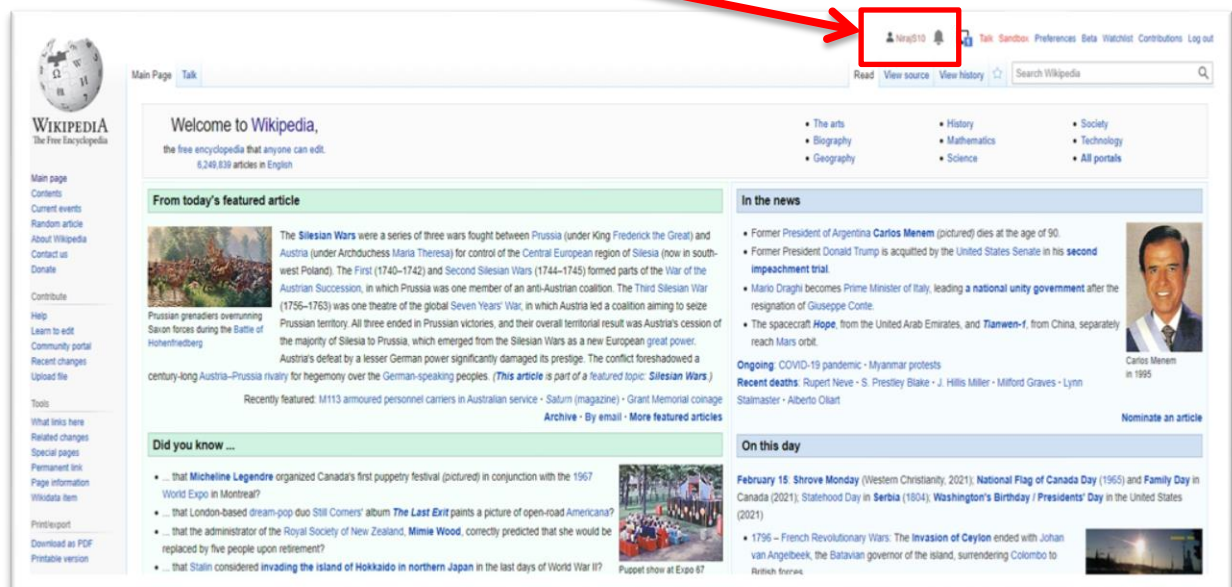 Niraj510
Talk Sandbox Preferences Beta Watchlist Contributions Log out
Main Page Talk
Read View source View history
Search Wikipedia
WIKIPEDIA
The Free Encyclopedia
Main page
Contents
Current events
Random article
About Wikipedia
Contact us
Donate
Contribute
Help
Learn to edit
Community portal
Recent changes
Upload file
Tools
What links here
Related changes
Special pages
Permanent link
Page information
Wikidata item
Print/export
Download as PDF
Printable version
Welcome to Wikipedia,
the free encyclopedia that anyone can edit.
6,249,839 articles in English
• The arts
• Biography
• Geography
• History
• Mathematics
• Science
• Society
• Technology
• All portals
From today's featured article
Prussian grenadiers overrunning
Saxon forces during the Battle of
Hohenfriedberg
The Silesian Wars were a series of three wars fought between Prussia (under King Frederick the Great) and
Austria (under Archduchess Maria Theresa) for control of the Central European region of Silesia (now in south-
west Poland). The First (1740–1742) and Second Silesian Wars (1744–1745) formed parts of the War of the
Austrian Succession, in which Prussia was one member of an anti-Austrian coalition. The Third Silesian War
(1756–1763) was one theatre of the global Seven Years' War, in which Austria led a coalition aiming to seize
Prussian territory. All three ended in Prussian victories, and their overall territorial result was Austria's cession of
the majority of Silesia to Prussia, which emerged from the Silesian Wars as a new European great power.
Austria's defeat by a lesser German power significantly damaged its prestige. The conflict foreshadowed a
century-long Austria–Prussia rivalry for hegemony over the German-speaking peoples. (This article is part of a featured topic: Silesian Wars.)
Recently featured: M113 armoured personnel carriers in Australian service • Saturn (magazine) • Grant Memorial coinage
Archive • By email • More featured articles
Did you know ...
• ... that Micheline Legendre organized Canada's first puppetry festival (pictured) in conjunction with the 1967
World Expo in Montreal?
• ... that London-based dream-pop duo Still Corners' album The Last Exit paints a picture of open-road Americana?
• ... that the administrator of the Royal Society of New Zealand, Mimie Wood, correctly predicted that she would be
replaced by five people upon retirement?
• ... that Stalin considered invading the island of Hokkaido in northern Japan in the last days of World War II?
Puppet show at Expo 67
In the news
• Former President of Argentina Carlos Menem (pictured) dies at the age of 90.
• Former President Donald Trump is acquitted by the United States Senate in his second
impeachment trial.
• Mario Draghi becomes Prime Minister of Italy, leading a national unity government after the
resignation of Giuseppe Conte.
• The spacecraft Hope, from the United Arab Emirates, and Tianwen-1, from China, separately
reach Mars orbit.
Carlos Menem
in 1995
Ongoing: COVID-19 pandemic • Myanmar protests
Recent deaths: Rupert Neve • S. Prestley Blake • J. Hillis Miller • Milford Graves • Lynn
Stalmaster • Alberto Oliart
Nominate an article
On this day
February 15: Shrove Monday (Western Christianity, 2021); National Flag of Canada Day (1965) and Family Day in
Canada (2021); Statehood Day in Serbia (1804); Washington's Birthday / Presidents' Day in the United States
(2021)
• 1796 – French Revolutionary Wars: The Invasion of Ceylon ended with Johan
van Angelbeek, the Batavian governor of the island, surrendering Colombo to
British forces.